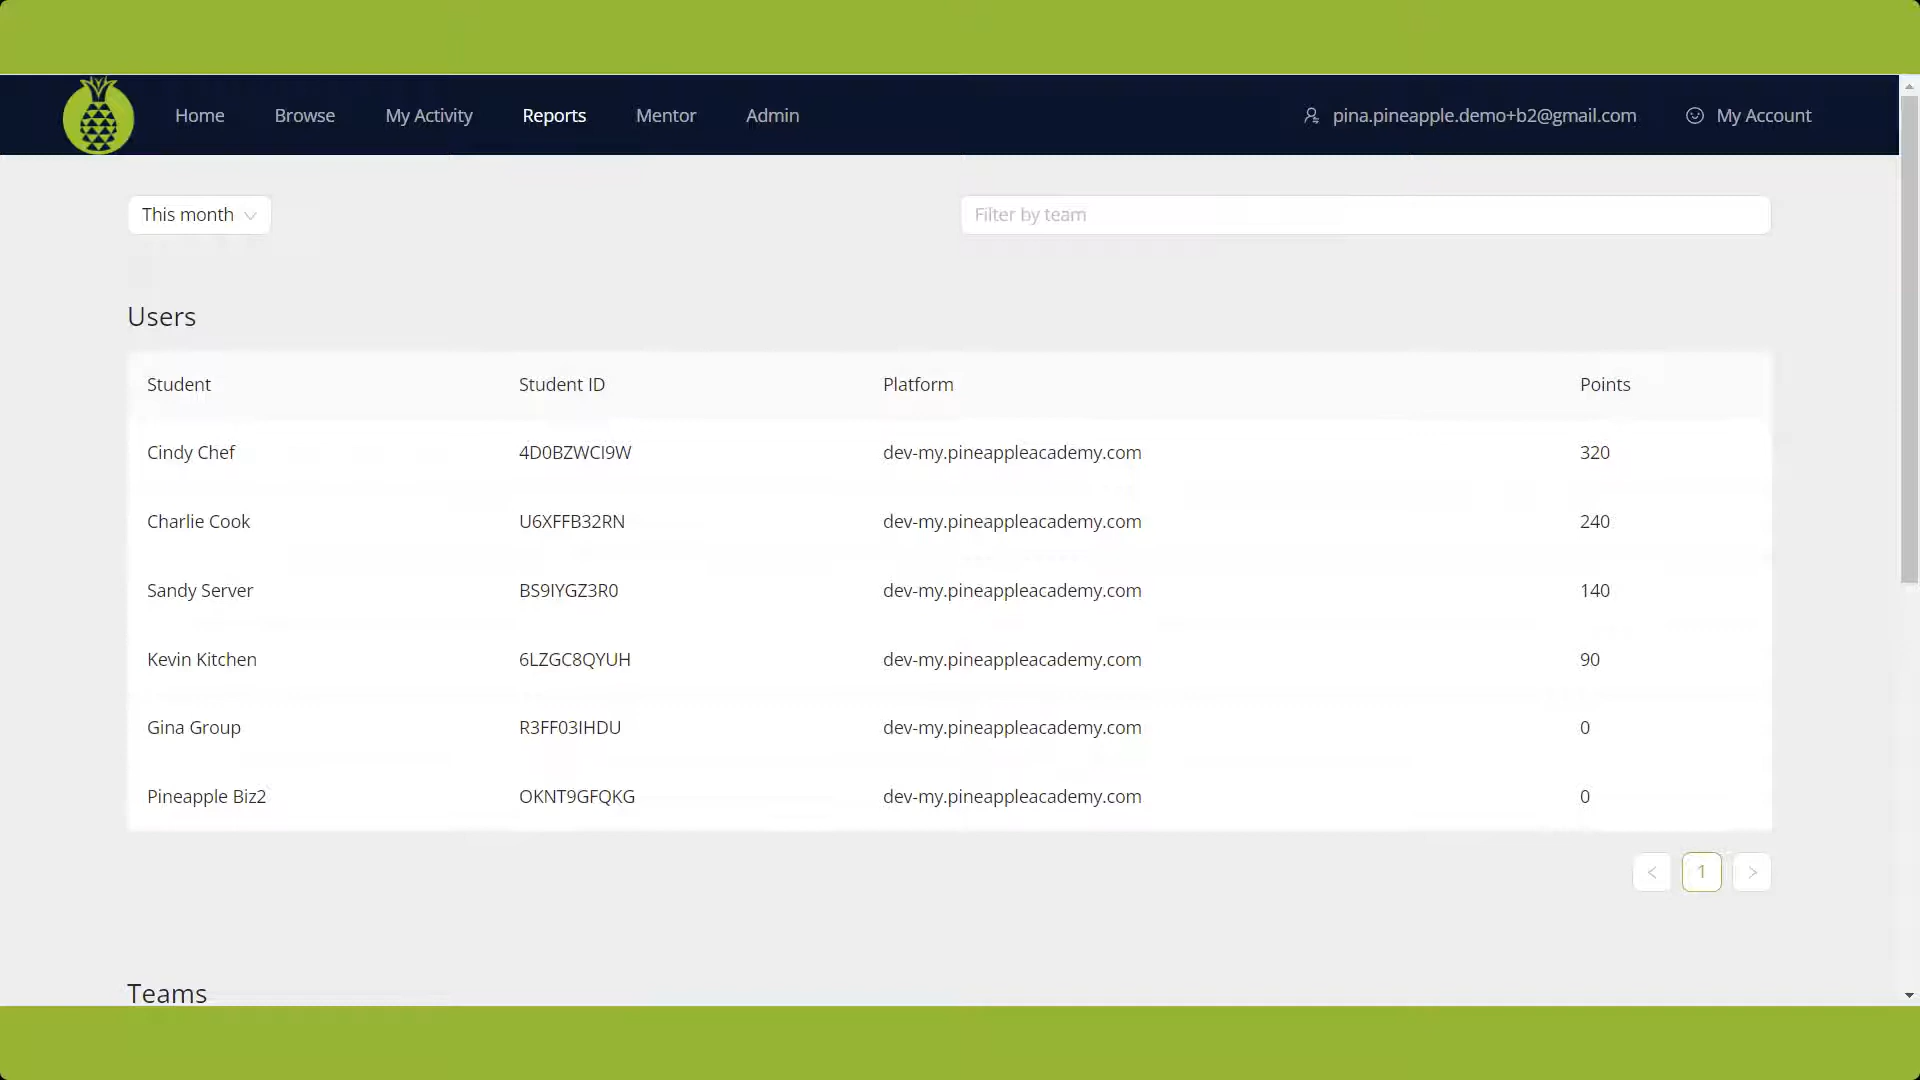 Home Browse My Activity Reports Mentor Admin pina.pineapple.demo+b2@gmail.com My Account
This month Filter by team
Users
Student Student ID Platform Points
Cindy Chef 4D0BZWCI9W dev-my.pineappleacademy.com 320
Charlie Cook U6XFFB32RN dev-my.pineappleacademy.com 240
Sandy Server BS9IYGZ3R0 dev-my.pineappleacademy.com 140
Kevin Kitchen 6LZGC8QYUH dev-my.pineappleacademy.com 90
Gina Group R3FF03IHDU dev-my.pineappleacademy.com 0
Pineapple Biz2 OKNT9GFQKG dev-my.pineappleacademy.com 0
< 1 >
Teams